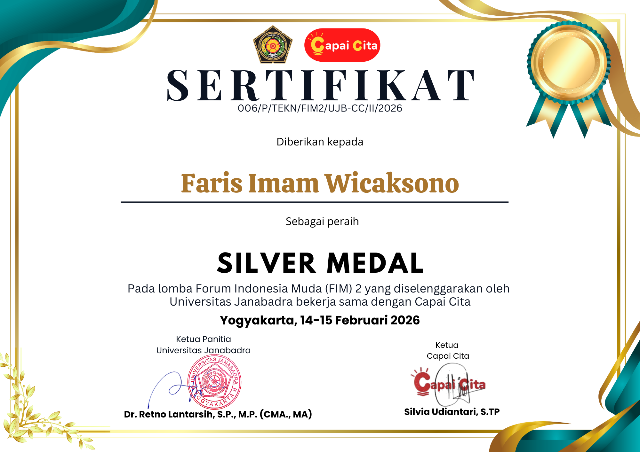 Capai Cita
SERTIFIKAT
006/P/TEKN/FIM2/UJB-CC/II/2026
Diberikan kepada
Faris Imam Wicaksono
Sebagai peraih
SILVER MEDAL
Pada lomba Forum Indonesia Muda (FIM) 2 yang diselenggarakan oleh
Universitas Janabadra bekerja sama dengan Capai Cita
Yogyakarta, 14-15 Februari 2026
Ketua Panitia
Universitas Janabadra
Dr. Retno Lantarsih, S.P., M.P. (CMA., MA)
Ketua
Capai Cita
Capai Cita
Silvia Udiantari, S.TP